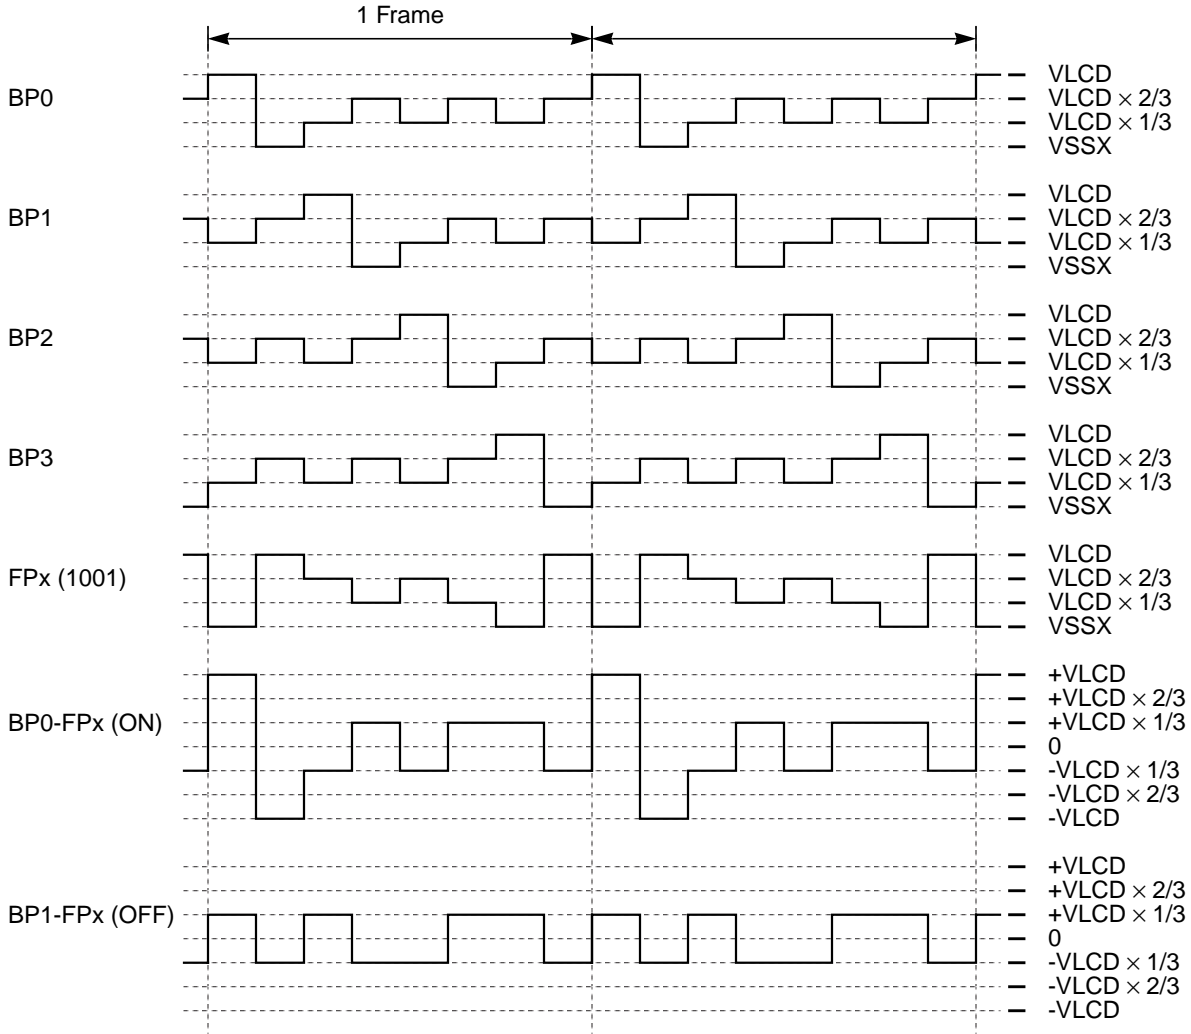 1 Frame
BP0
VLCD
VLCD × 2/3
VLCD × 1/3
VSSX
BP1
VLCD
VLCD × 2/3
VLCD × 1/3
VSSX
BP2
VLCD
VLCD × 2/3
VLCD × 1/3
VSSX
BP3
VLCD
VLCD × 2/3
VLCD × 1/3
VSSX
FPx (1001)
VLCD
VLCD × 2/3
VLCD × 1/3
VSSX
BP0-FPx (ON)
+VLCD
+VLCD × 2/3
+VLCD × 1/3
0
-VLCD × 1/3
-VLCD × 2/3
-VLCD
BP1-FPx (OFF)
+VLCD
+VLCD × 2/3
+VLCD × 1/3
0
-VLCD × 1/3
-VLCD × 2/3
-VLCD